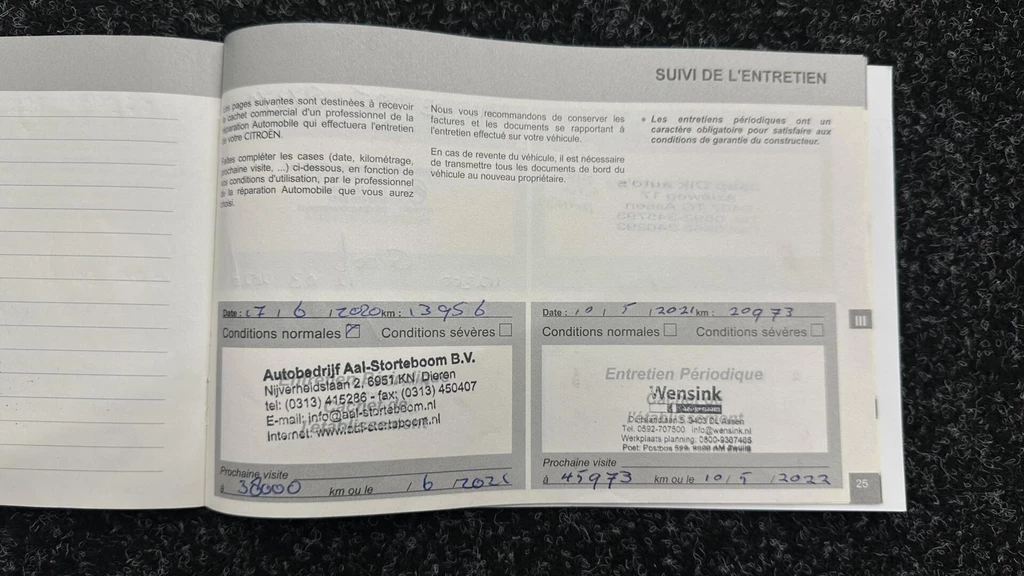 SUIVI DE L'ENTRETIEN
pages suivantes sont destinées à recevoir
cachet commercial d'un professionnel de la
réparation Automobile qui effectuera l'entretien
de votre CITROËN.
Faites compléter les cases (date, kilométrage,
prochaine visite, ...) ci-dessous, en fonction de
vos conditions d'utilisation, par le professionnel
de la réparation Automobile que vous aurez
choisi.
Nous vous recommandons de conserver les
factures et les documents se rapportant à
l'entretien effectué sur votre véhicule.
En cas de revente du véhicule, il est nécessaire
de transmettre tous les documents de bord du
véhicule au nouveau propriétaire.
• Les entretiens périodiques ont un
caractère obligatoire pour satisfaire aux
conditions de garantie du constructeur.
Date : 17 / 6 / 2020 km : 13956
Conditions normales Conditions sévères
Autobedrijf Aal-Storteboom B.V.
Nijverheidslaan 2, 6951 KN Dieren
tel: (0313) 415286 - fax: (0313) 450407
E-mail: info@aal-storteboom.nl
Internet:
Prochaine visite
à 38000 km ou le / 6 / 2021
Date : 10 / 5 / 2021 km : 20973
Conditions normales Conditions sévères
Entretien Périodique
Wensink
9403 DL Assen
Tel. 0592-707500 info@wensink.nl
Werkplaats planning: 0800-9367465
Post: Postbus
Prochaine visite
à 45973 km ou le 10 / 5 / 2022
III
25